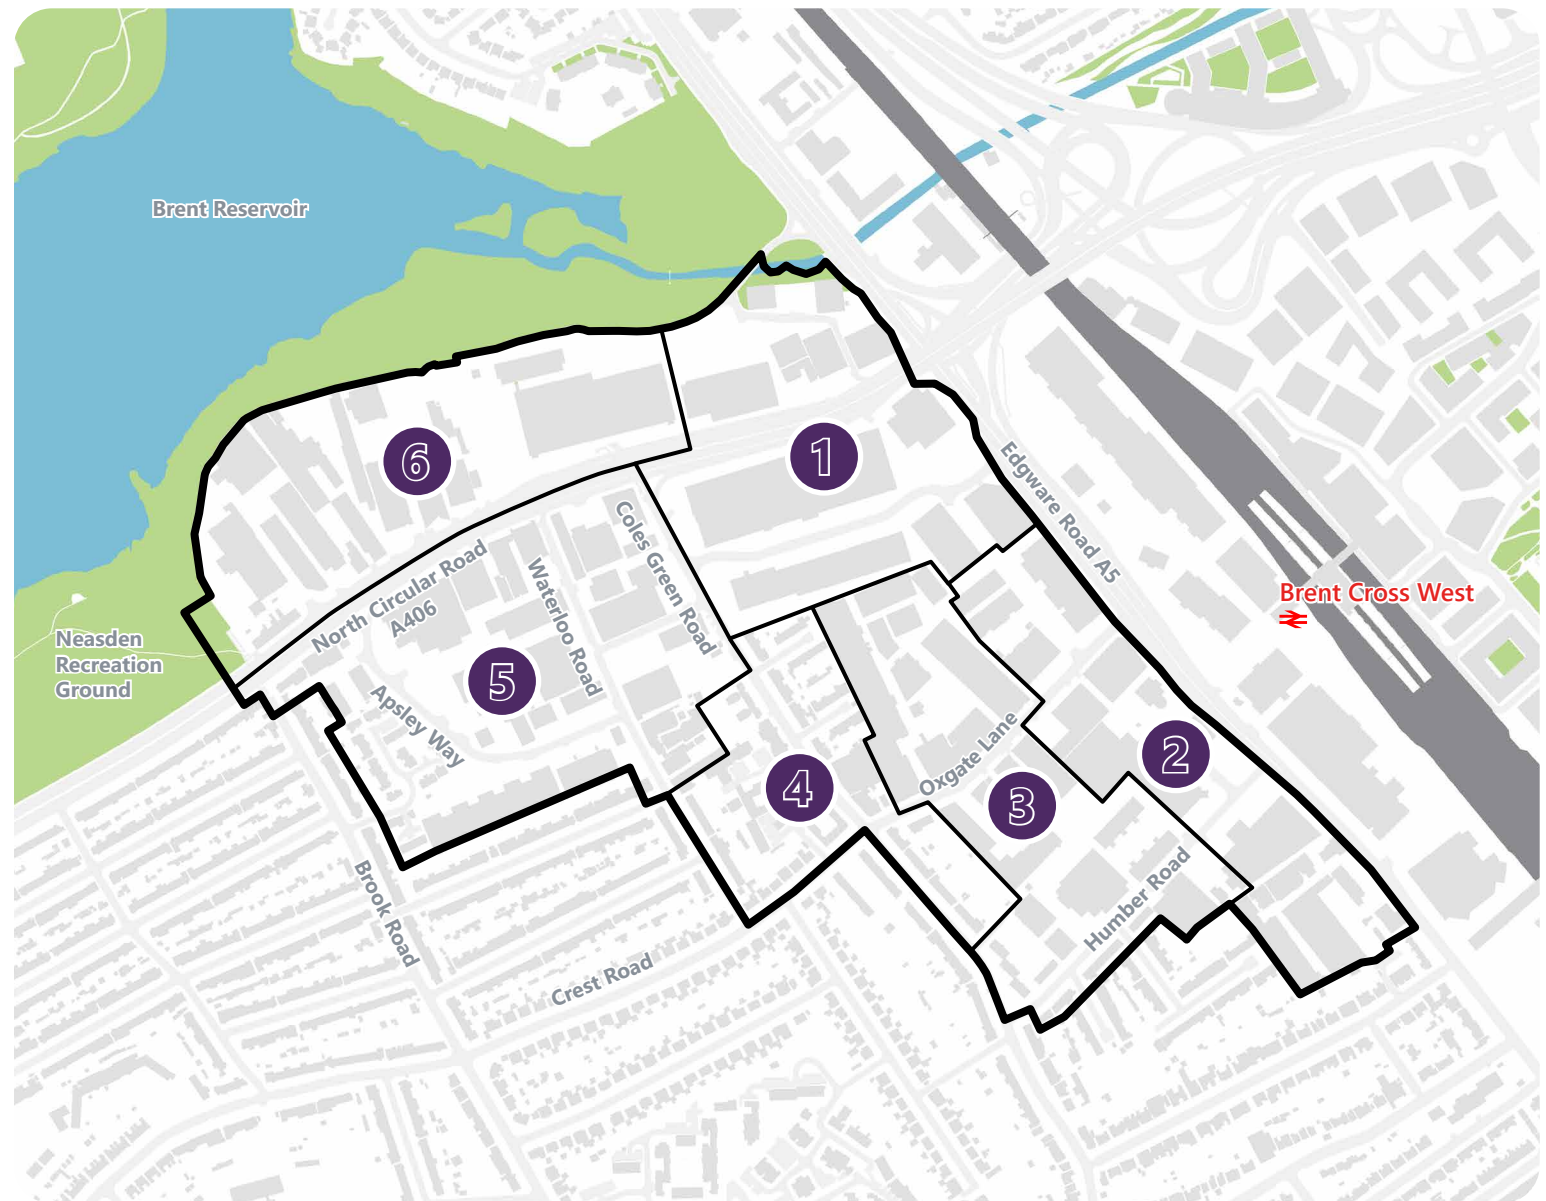 Brent Reservoir
6
1
Edgware Road A5
Coles Green Road
North Circular Road
A406
Waterloo Road
Brent Cross West
Neasden
Recreation
Ground
5
Apsley Way
Oxgate Lane
2
4
3
Humber Road
Brook Road
Crest Road